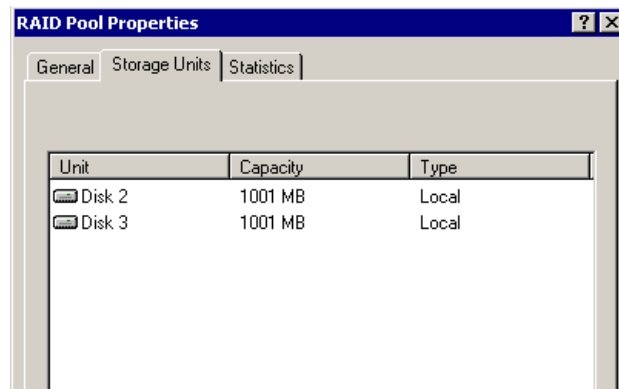 RAID Pool Properties
General Storage Units Statistics
Unit Capacity Type
Disk 2 1001 MB Local
Disk 3 1001 MB Local